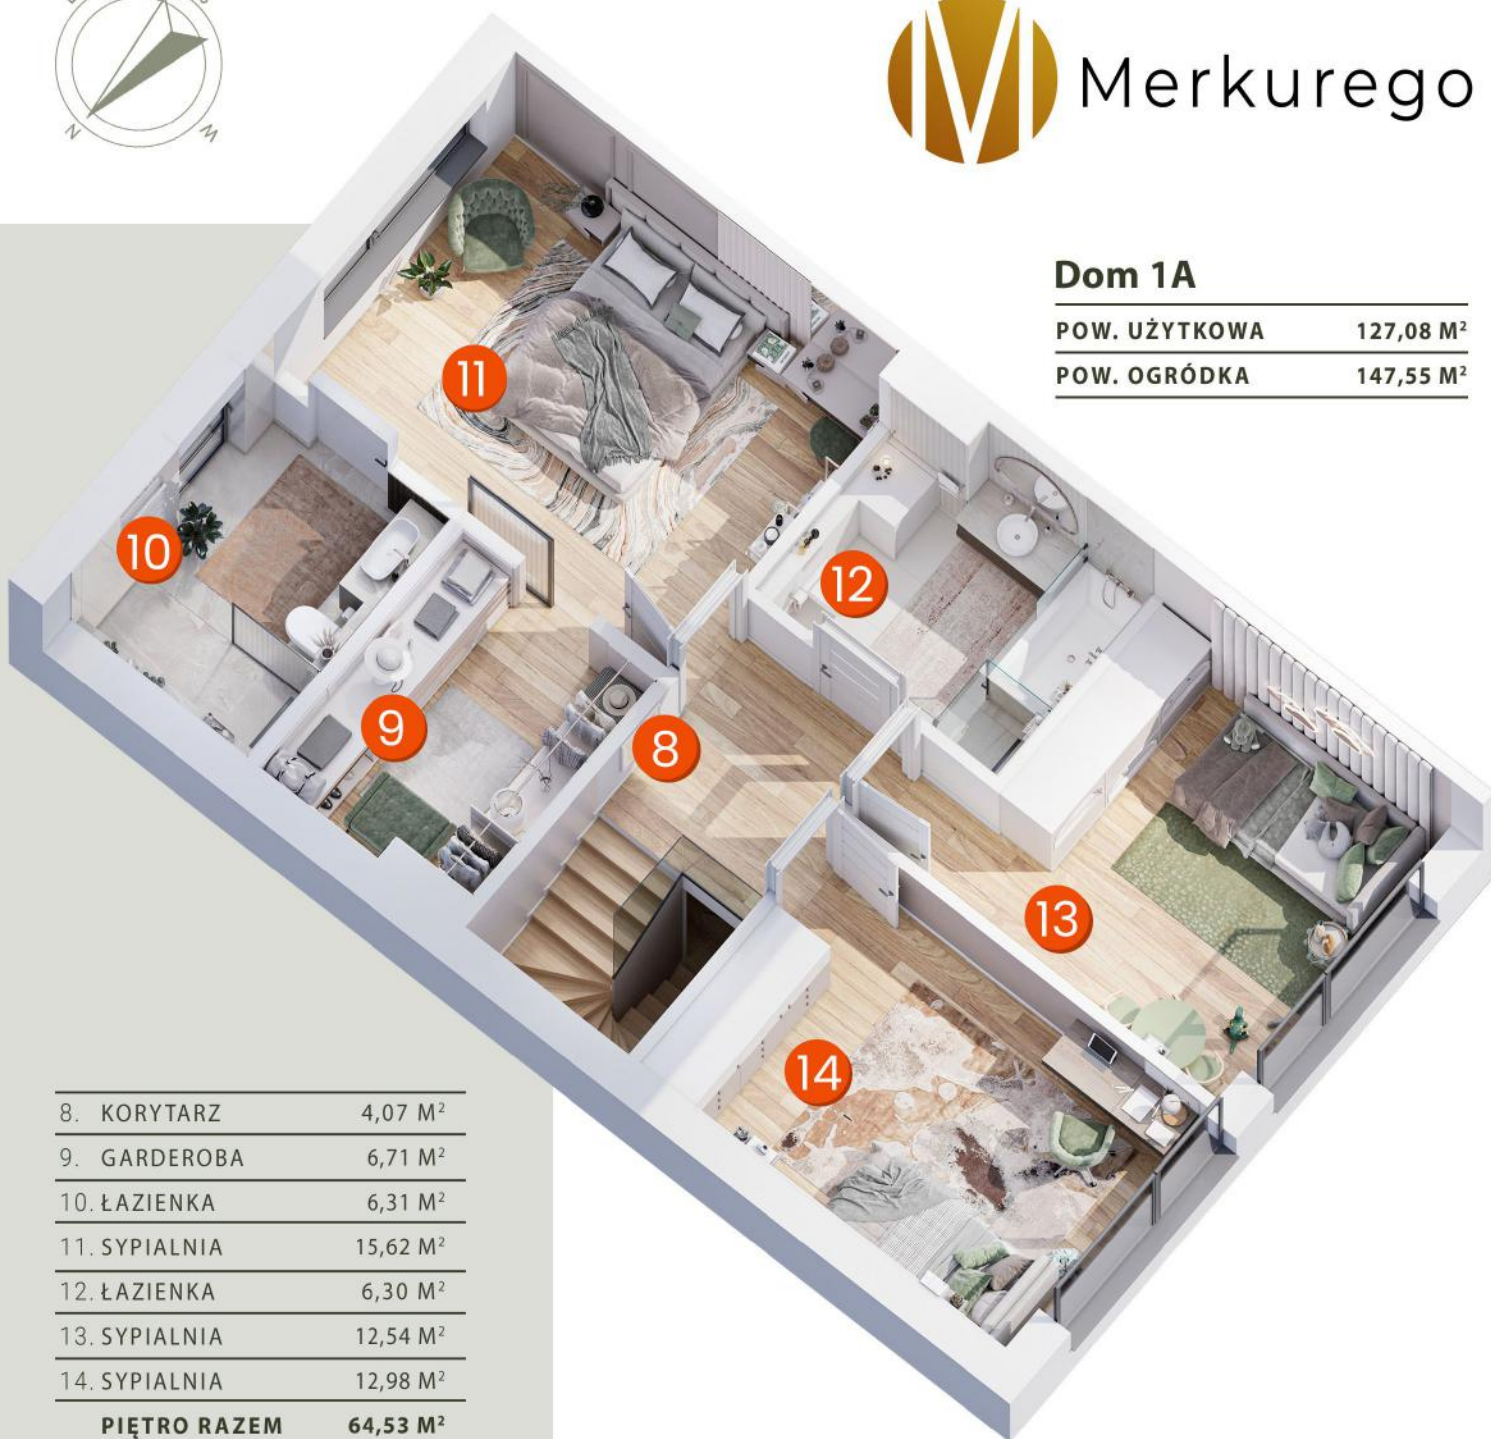 Merkurego
N
W
Dom 1A
POW. UŻYTKOWA 127,08 M²
POW. OGRÓDKA 147,55 M²
11
10
12
9
8
13
14
8. KORYTARZ 4,07 M²
9. GARDEROBA 6,71 M²
10. ŁAZIENKA 6,31 M²
11. SYPIALNIA 15,62 M²
12. ŁAZIENKA 6,30 M²
13. SYPIALNIA 12,54 M²
14. SYPIALNIA 12,98 M²
PIĘTRO RAZEM 64,53 M²